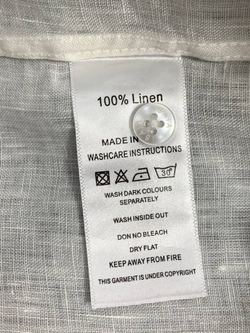 100% Linen
MADE IN
WASHCARE INSTRUCTIONS
30°
WASH DARK COLOURS
SEPARATELY
WASH INSIDE OUT
DON NO BLEACH
DRY FLAT
KEEP AWAY FROM FIRE
THIS GARMENT IS UNDER COPYRIGHT